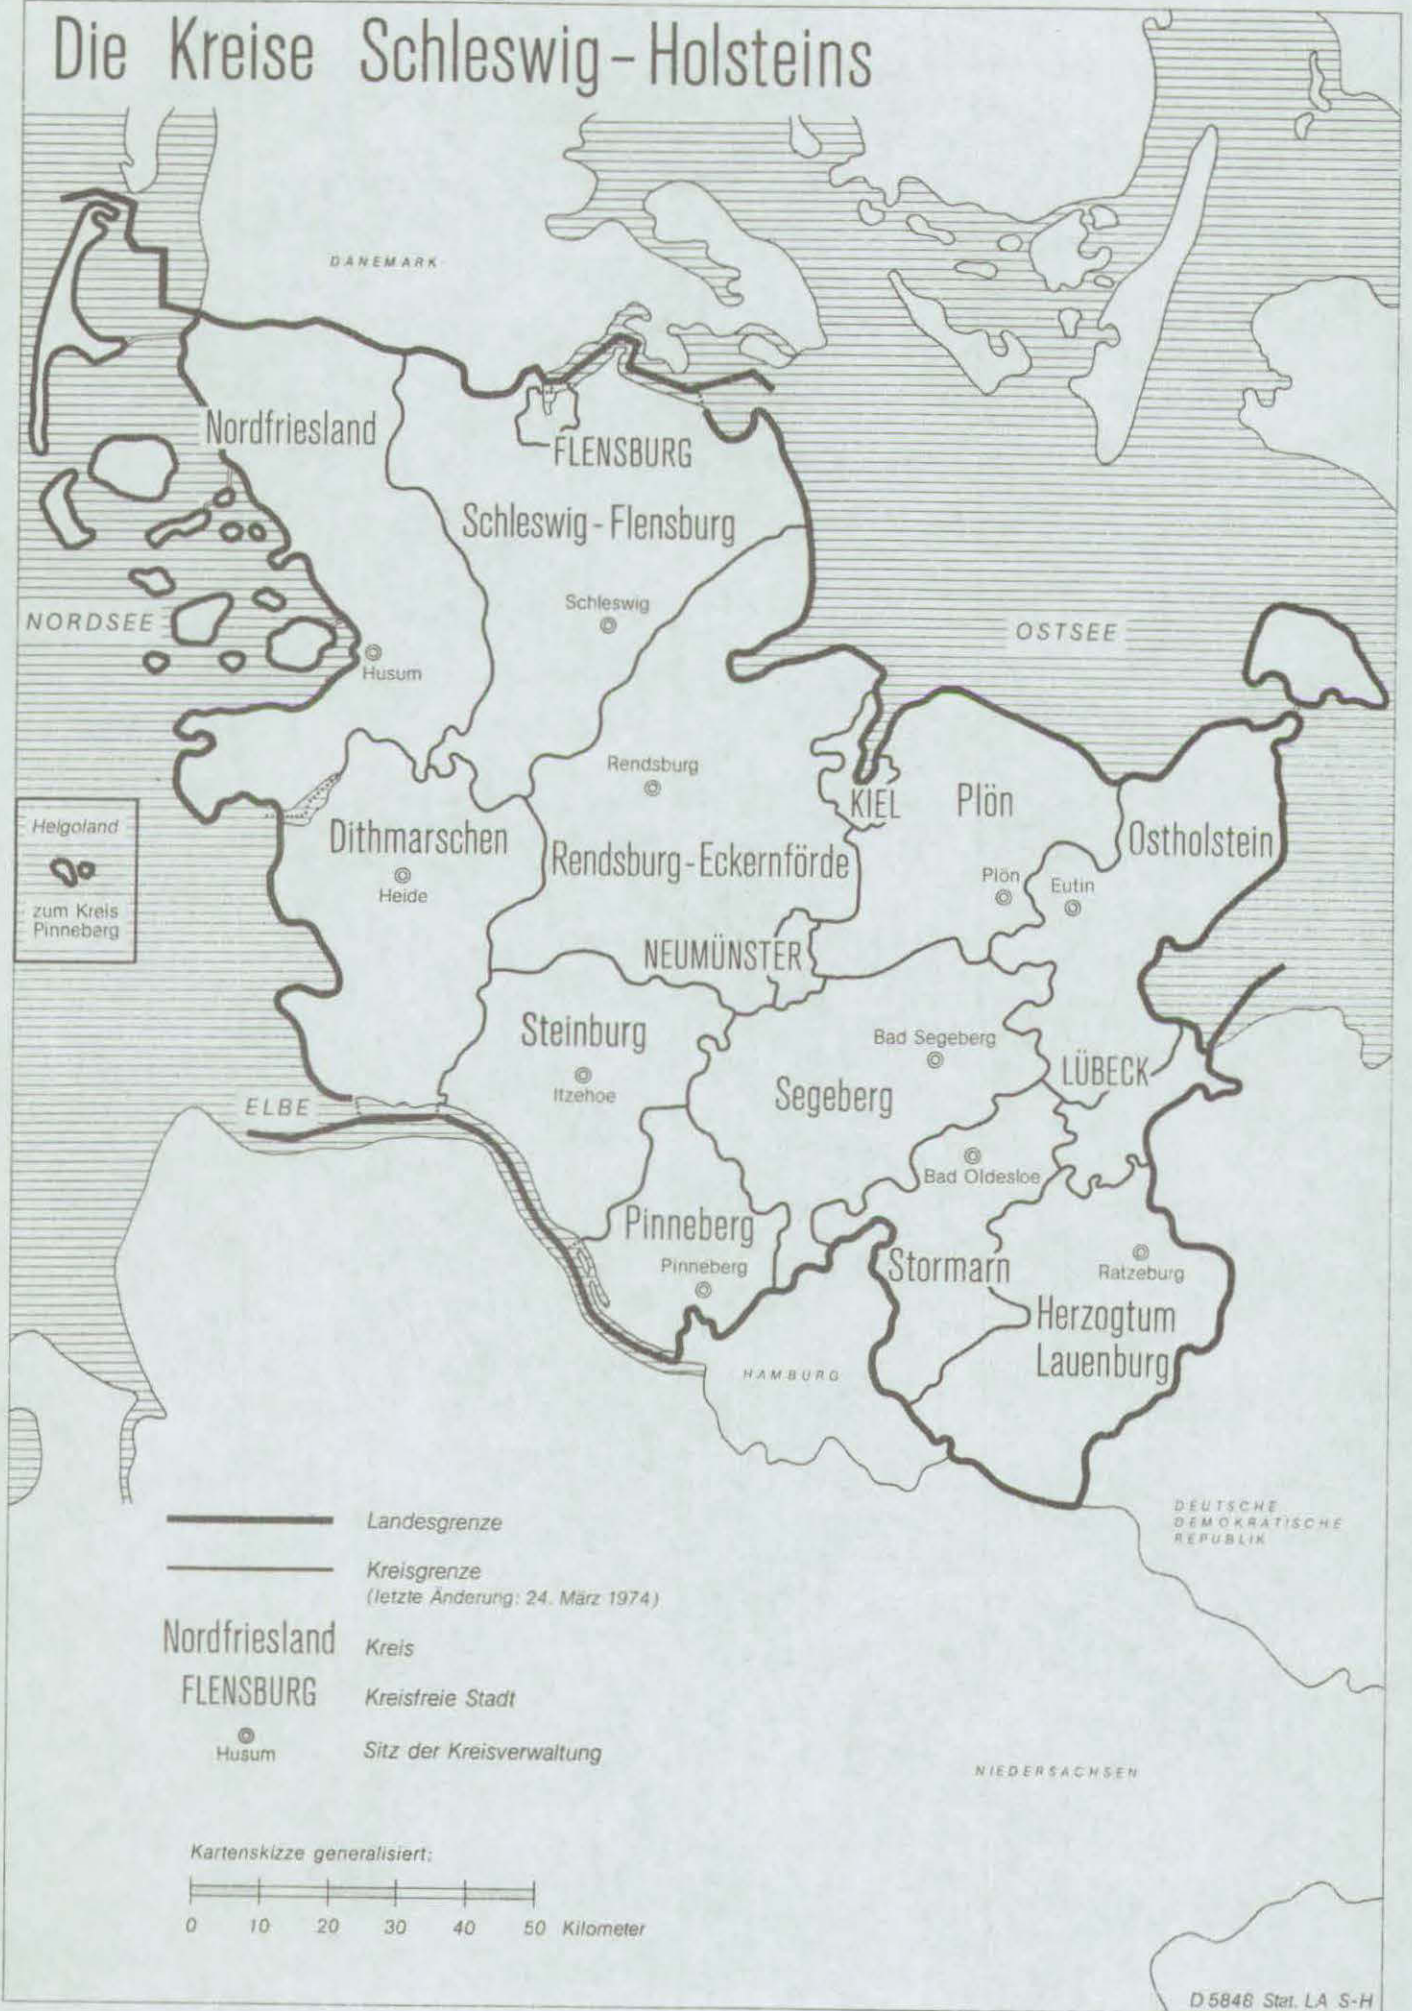 Die Kreise Schleswig-Holsteins
DÄNEMARK
Nordfriesland
FLENSBURG
Schleswig-Flensburg
Schleswig
NORDSEE
OSTSEE
Husum
Rendsburg
KIEL
Plön
Helgoland
zum Kreis
Pinneberg
Dithmarschen
Heide
Rendsburg-Eckernförde
Ostholstein
Plön
Eutin
NEUMÜNSTER
Steinburg
Itzehoe
Bad Segeberg
Segeberg
LÜBECK
ELBE
Bad Oldesloe
Pinneberg
Pinneberg
Stormarn
Ratzeburg
Herzogtum
Lauenburg
HAMBURG
DEUTSCHE
DEMOKRATISCHE
REPUBLIK
Landesgrenze
Kreisgrenze
(letzte Änderung: 24. März 1974)
Nordfriesland Kreis
FLENSBURG Kreisfreie Stadt
Husum Sitz der Kreisverwaltung
NIEDERSACHSEN
Kartenskizze generalisiert:
0 10 20 30 40 50 Kilometer
D 5846 Stat. LA S-H